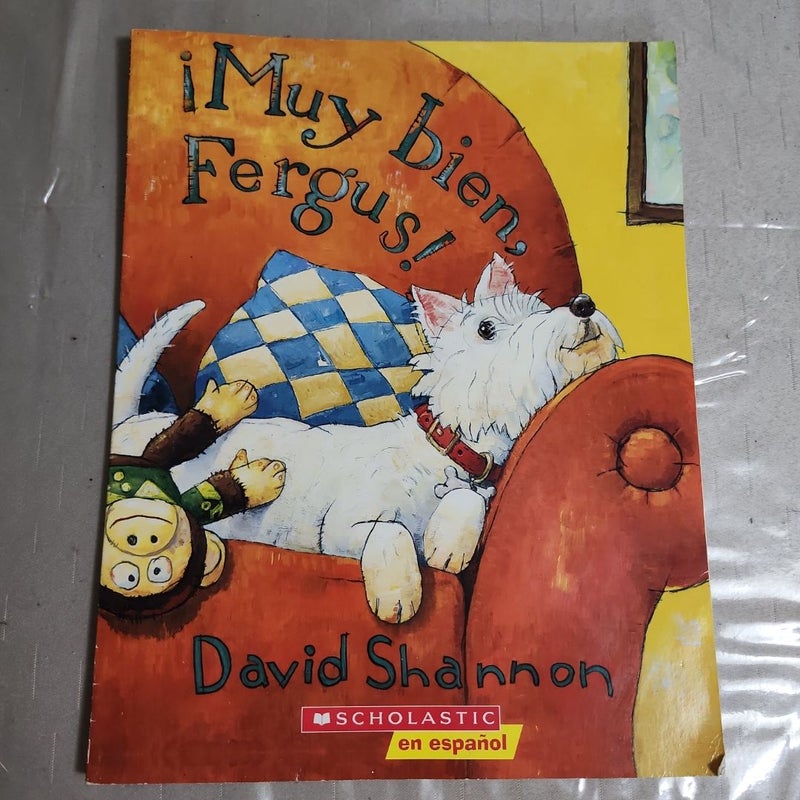 ¡Muy bien,
Fergus!
David Shannon
SCHOLASTIC
en español